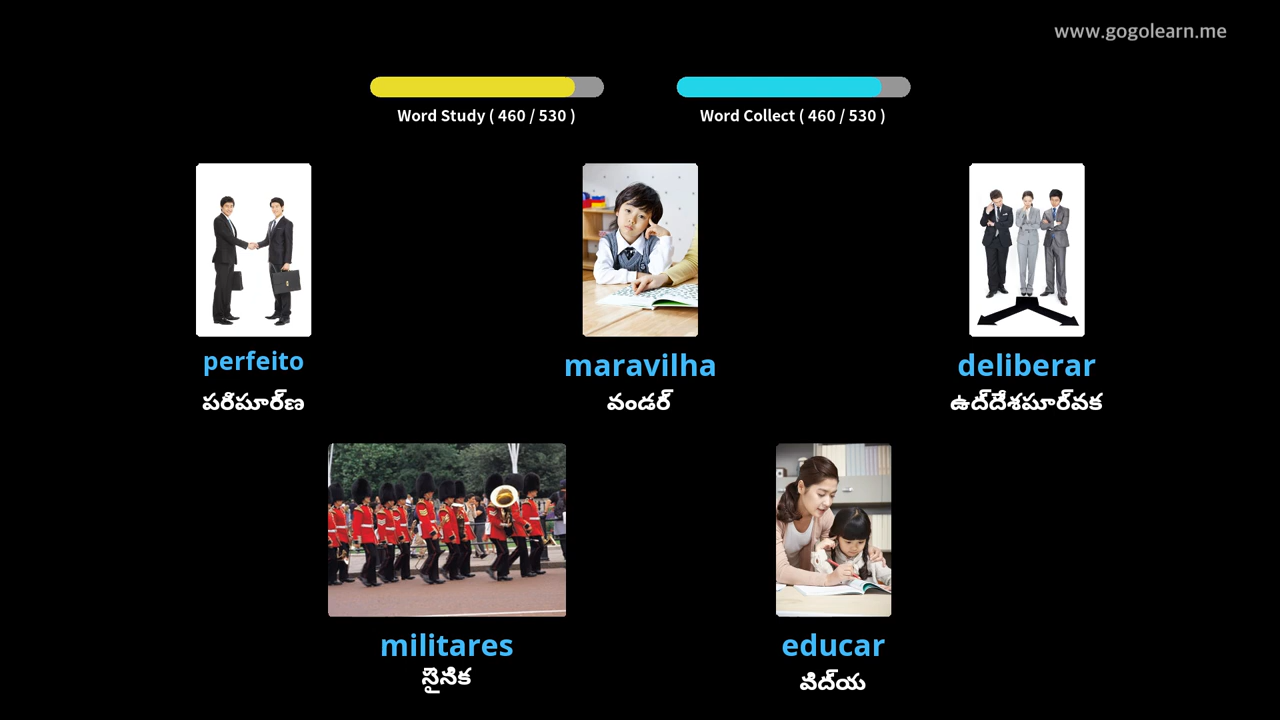 www.gogolearn.me
Word Study ( 460 / 530 )
Word Collect ( 460 / 530 )
perfeito
పరిపూర్ణ
maravilha
వండర్
deliberar
ఉద్దేశపూర్వక
militares
సైనిక
educar
విద్య